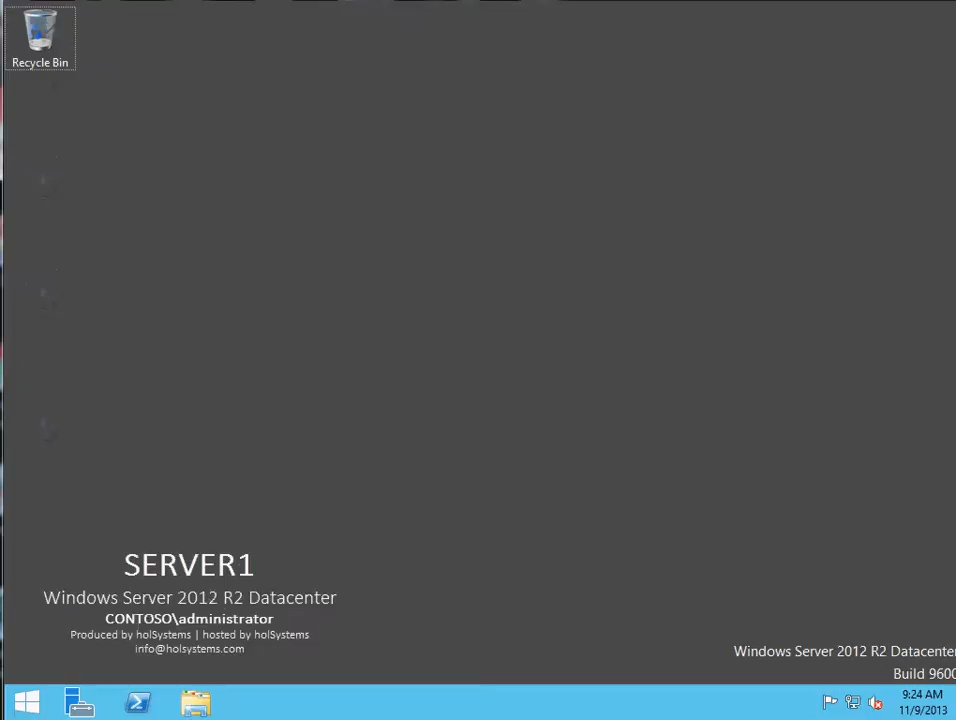 Recycle Bin
SERVER1
Windows Server 2012 R2 Datacenter
CONTOSO\administrator
Produced by holSystems | hosted by holSystems
info@holsystems.com
Windows Server 2012 R2 Datacenter
Build 9600
9:24 AM
11/9/2013